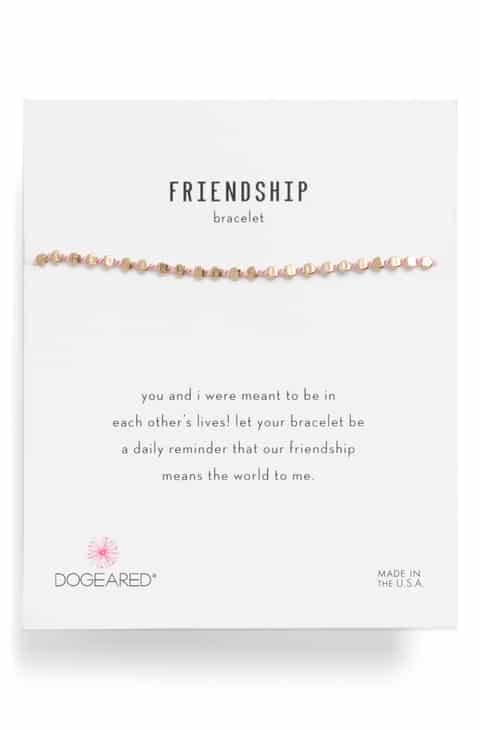 FRIENDSHIP
bracelet
you and i were meant to be in
each other's lives! let your bracelet be
a daily reminder that our friendship
means the world to me.
DOGEARED®
MADE IN
THE U.S.A.